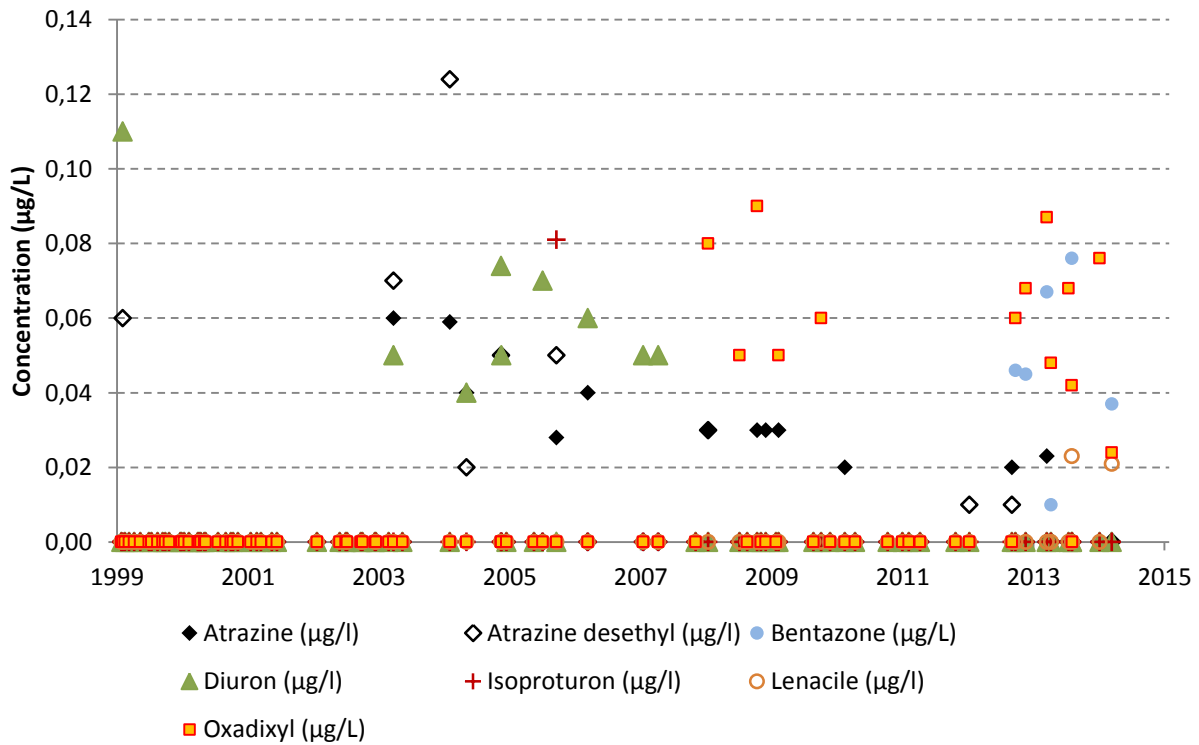 0,14
0,12
0,10
0,08
0,06
0,04
0,02
0,00
Concentration (µg/L)
1999 2001 2003 2005 2007 2009 2011 2013 2015
Atrazine (µg/l) Atrazine desethyl (µg/l) Bentazone (µg/L)
Diuron (µg/l) Isoproturon (µg/l) Lenacile (µg/l)
Oxadixyl (µg/L)